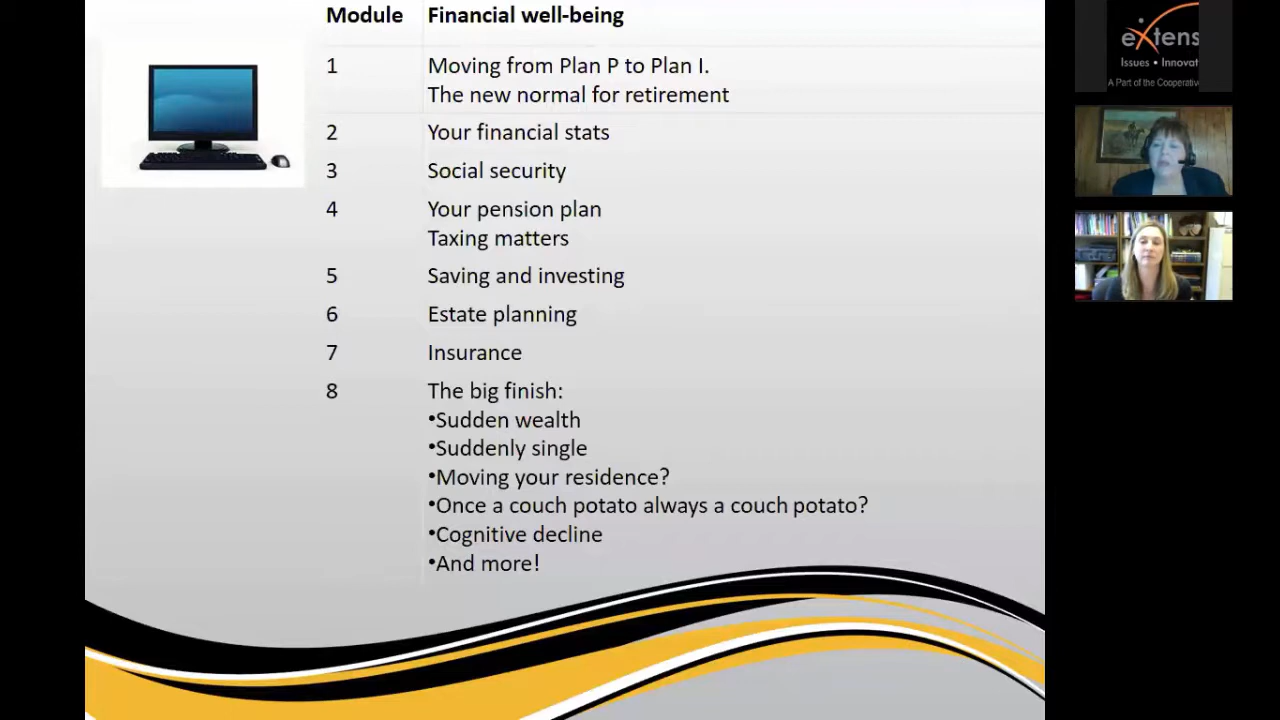 Module Financial well-being
1 Moving from Plan P to Plan I.
The new normal for retirement
2 Your financial stats
3 Social security
4 Your pension plan
Taxing matters
5 Saving and investing
6 Estate planning
7 Insurance
8 The big finish:
•Sudden wealth
•Suddenly single
•Moving your residence?
•Once a couch potato always a couch potato?
•Cognitive decline
•And more!
eXtens
Issues • Innovat
A Part of the Cooperative